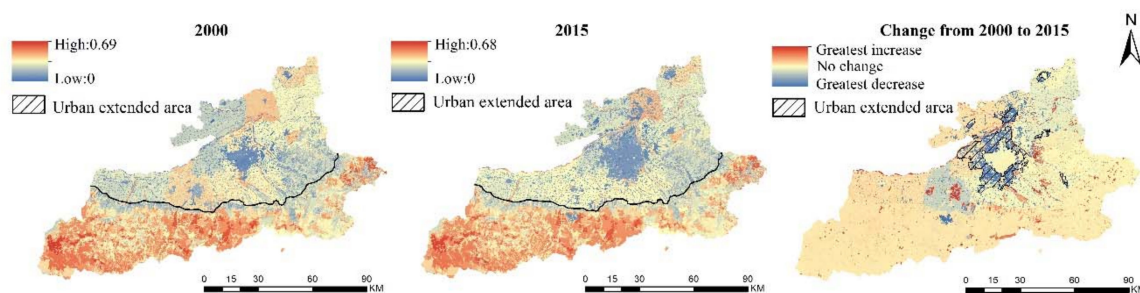 2000
High:0.69
Low:0
Urban extended area
0 15 30 60 90
KM
2015
High:0.68
Low:0
Urban extended area
0 15 30 60 90
KM
Change from 2000 to 2015
Greatest increase
No change
Greatest decrease
Urban extended area
0 15 30 60 90
KM
N